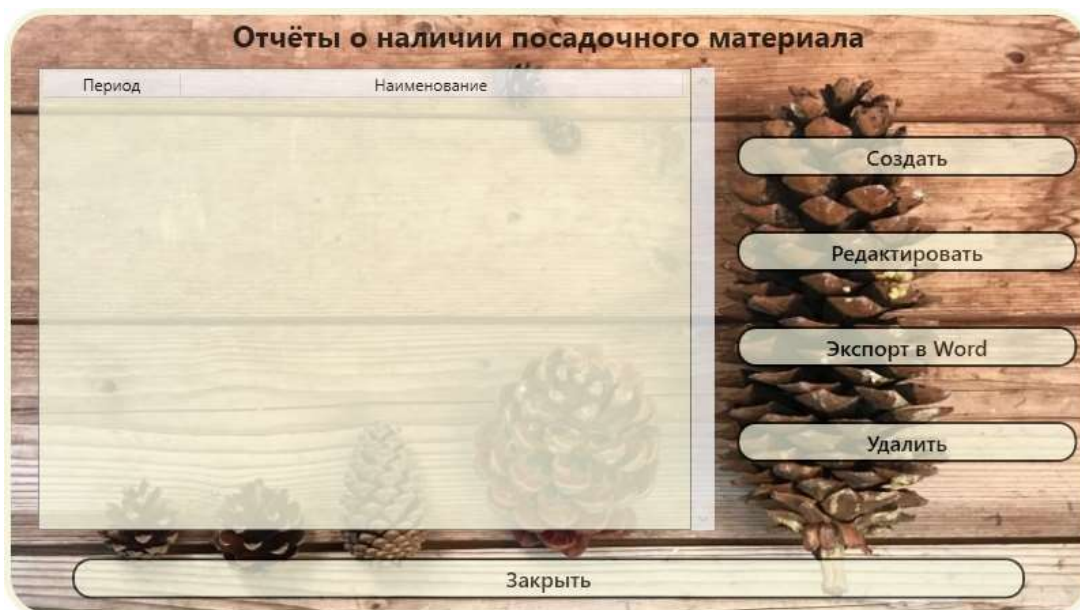 Отчёты о наличии посадочного материала
Период Наименование
Создать
Редактировать
Экспорт в Word
Удалить
Закрыть